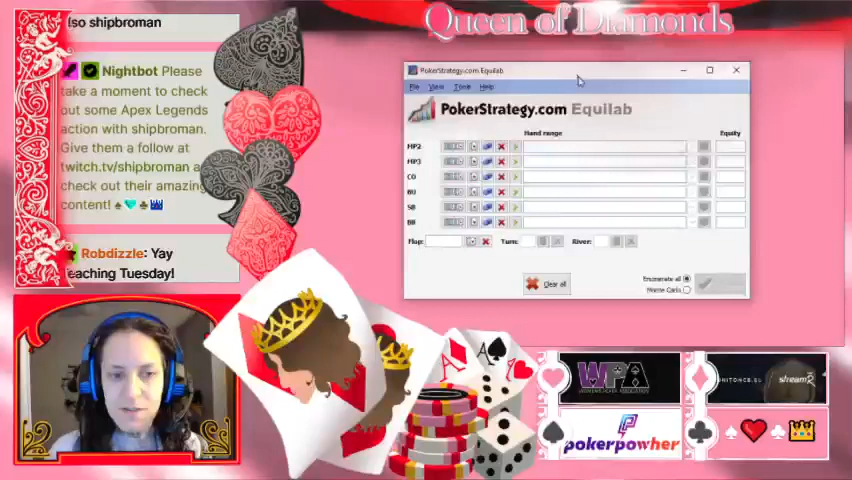 lso shipbroman
Nightbot Please
take a moment to check
out some Apex Legends
action with shipbroman.
Give them a follow at
twitch.tv/shipbroman a
check out their amazing
content!
Robdizzle: Yay
eaching Tuesday!
Queen of Diamonds
PokerStrategy.com Equilab
File View Tools Help
PokerStrategy.com Equilab
Hand range Equity
MP2
MP3
CO
BU
SB
BB
Flop: Turn: River:
Clear all
Enumerate all
Monte Carlo
A A
WPA
stream
pokerpowher